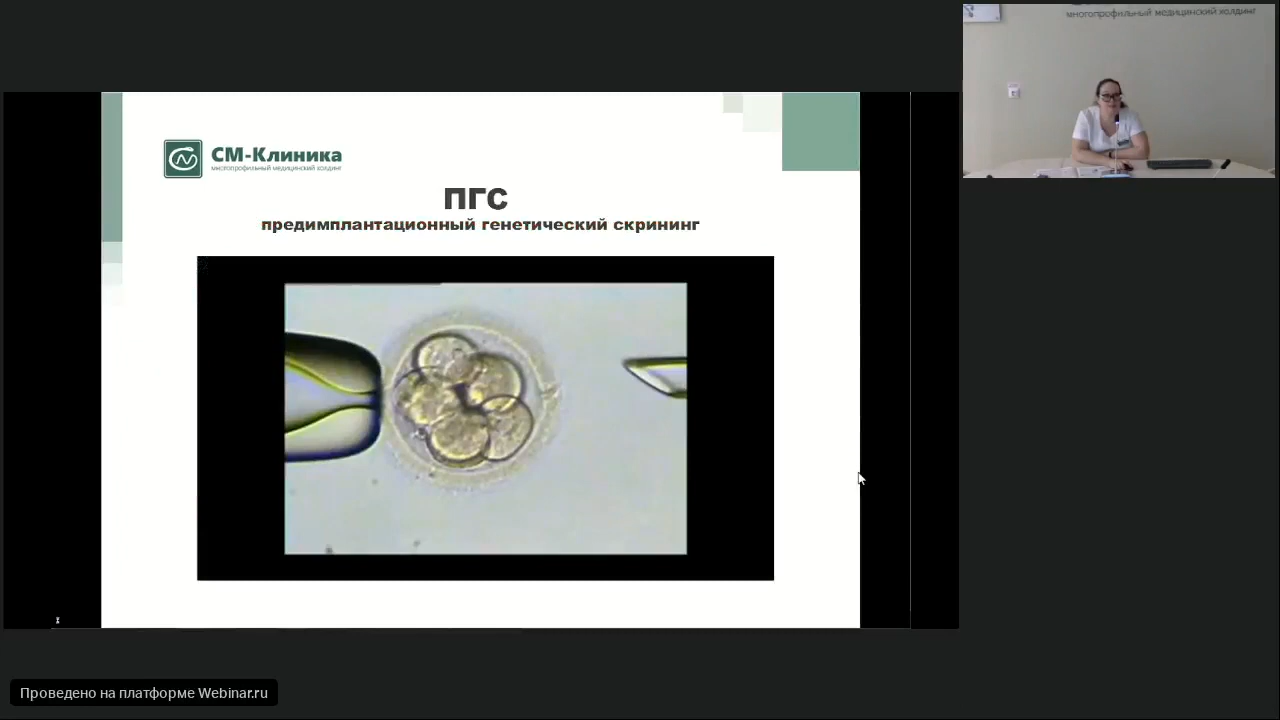 СМ-Клиника
многопрофильный медицинский холдинг
ПГС
предимплантационный генетический скрининг
многопрофильный медицинский холдинг
Проведено на платформе Webinar.ru